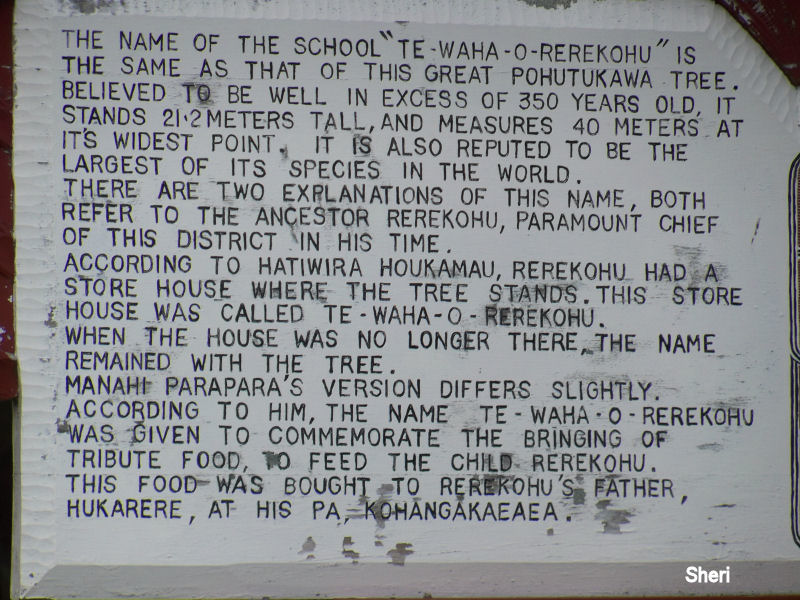 THE NAME OF THE SCHOOL "TE-WAHA-O-REREKOHU" IS
THE SAME AS THAT OF THIS GREAT POHUTUKAWA TREE.
BELIEVED TO BE WELL IN EXCESS OF 350 YEARS OLD, IT
STANDS 21·2 METERS TALL, AND MEASURES 40 METERS AT
IT'S WIDEST POINT. IT IS ALSO REPUTED TO BE THE
LARGEST OF ITS SPECIES IN THE WORLD.
THERE ARE TWO EXPLANATIONS OF THIS NAME, BOTH
REFER TO THE ANCESTOR REREKOHU, PARAMOUNT CHIEF
OF THIS DISTRICT IN HIS TIME.
ACCORDING TO HATIWIRA HOUKAMAU, REREKOHU HAD A
STORE HOUSE WHERE THE TREE STANDS. THIS STORE
HOUSE WAS CALLED TE-WAHA-O-REREKOHU.
WHEN THE HOUSE WAS NO LONGER THERE, THE NAME
REMAINED WITH THE TREE.
MANAHI PARAPARA'S VERSION DIFFERS SLIGHTLY.
ACCORDING TO HIM, THE NAME TE-WAHA-O-REREKOHU
WAS GIVEN TO COMMEMORATE THE BRINGING OF
TRIBUTE FOOD, TO FEED THE CHILD REREKOHU.
THIS FOOD WAS BOUGHT TO REREKOHU'S FATHER,
HUKARERE, AT HIS PA, KOHANGAKAEAEA.
Sheri